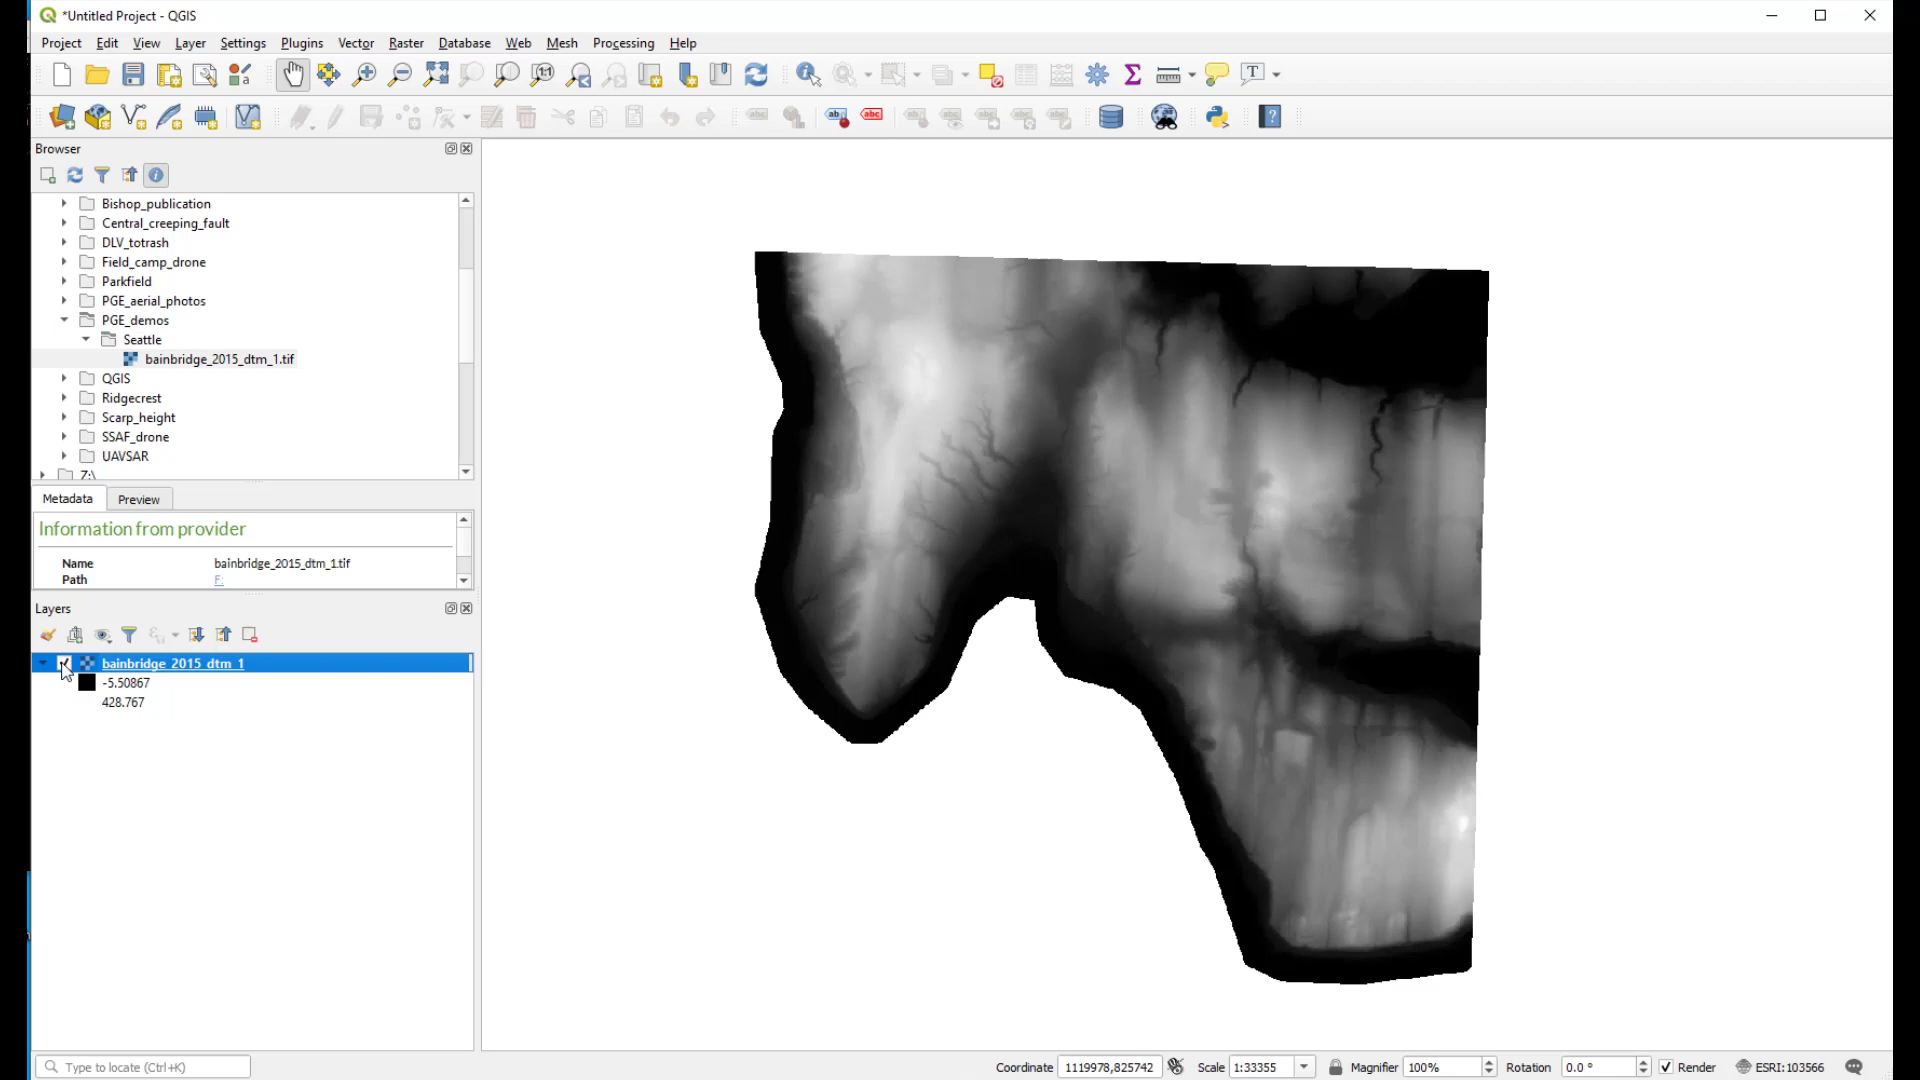 *Untitled Project - QGIS
Project Edit View Layer Settings Plugins Vector Raster Database Web Mesh Processing Help
Browser
Bishop_publication
Central_creeping_fault
DLV_totrash
Field_camp_drone
Parkfield
PGE_aerial_photos
PGE_demos
Seattle
bainbridge_2015_dtm_1.tif
QGIS
Ridgecrest
Scarp_height
SSAF_drone
UAVSAR
Z:\
Metadata Preview
Information from provider
Name bainbridge_2015_dtm_1.tif
Path F:
Layers
bainbridge_2015_dtm_1
-5.50867
428.767
Type to locate (Ctrl+K) Coordinate 1119978,825742 Scale 1:33355 Magnifier 100% Rotation 0.0 ° Render ESRI:103566